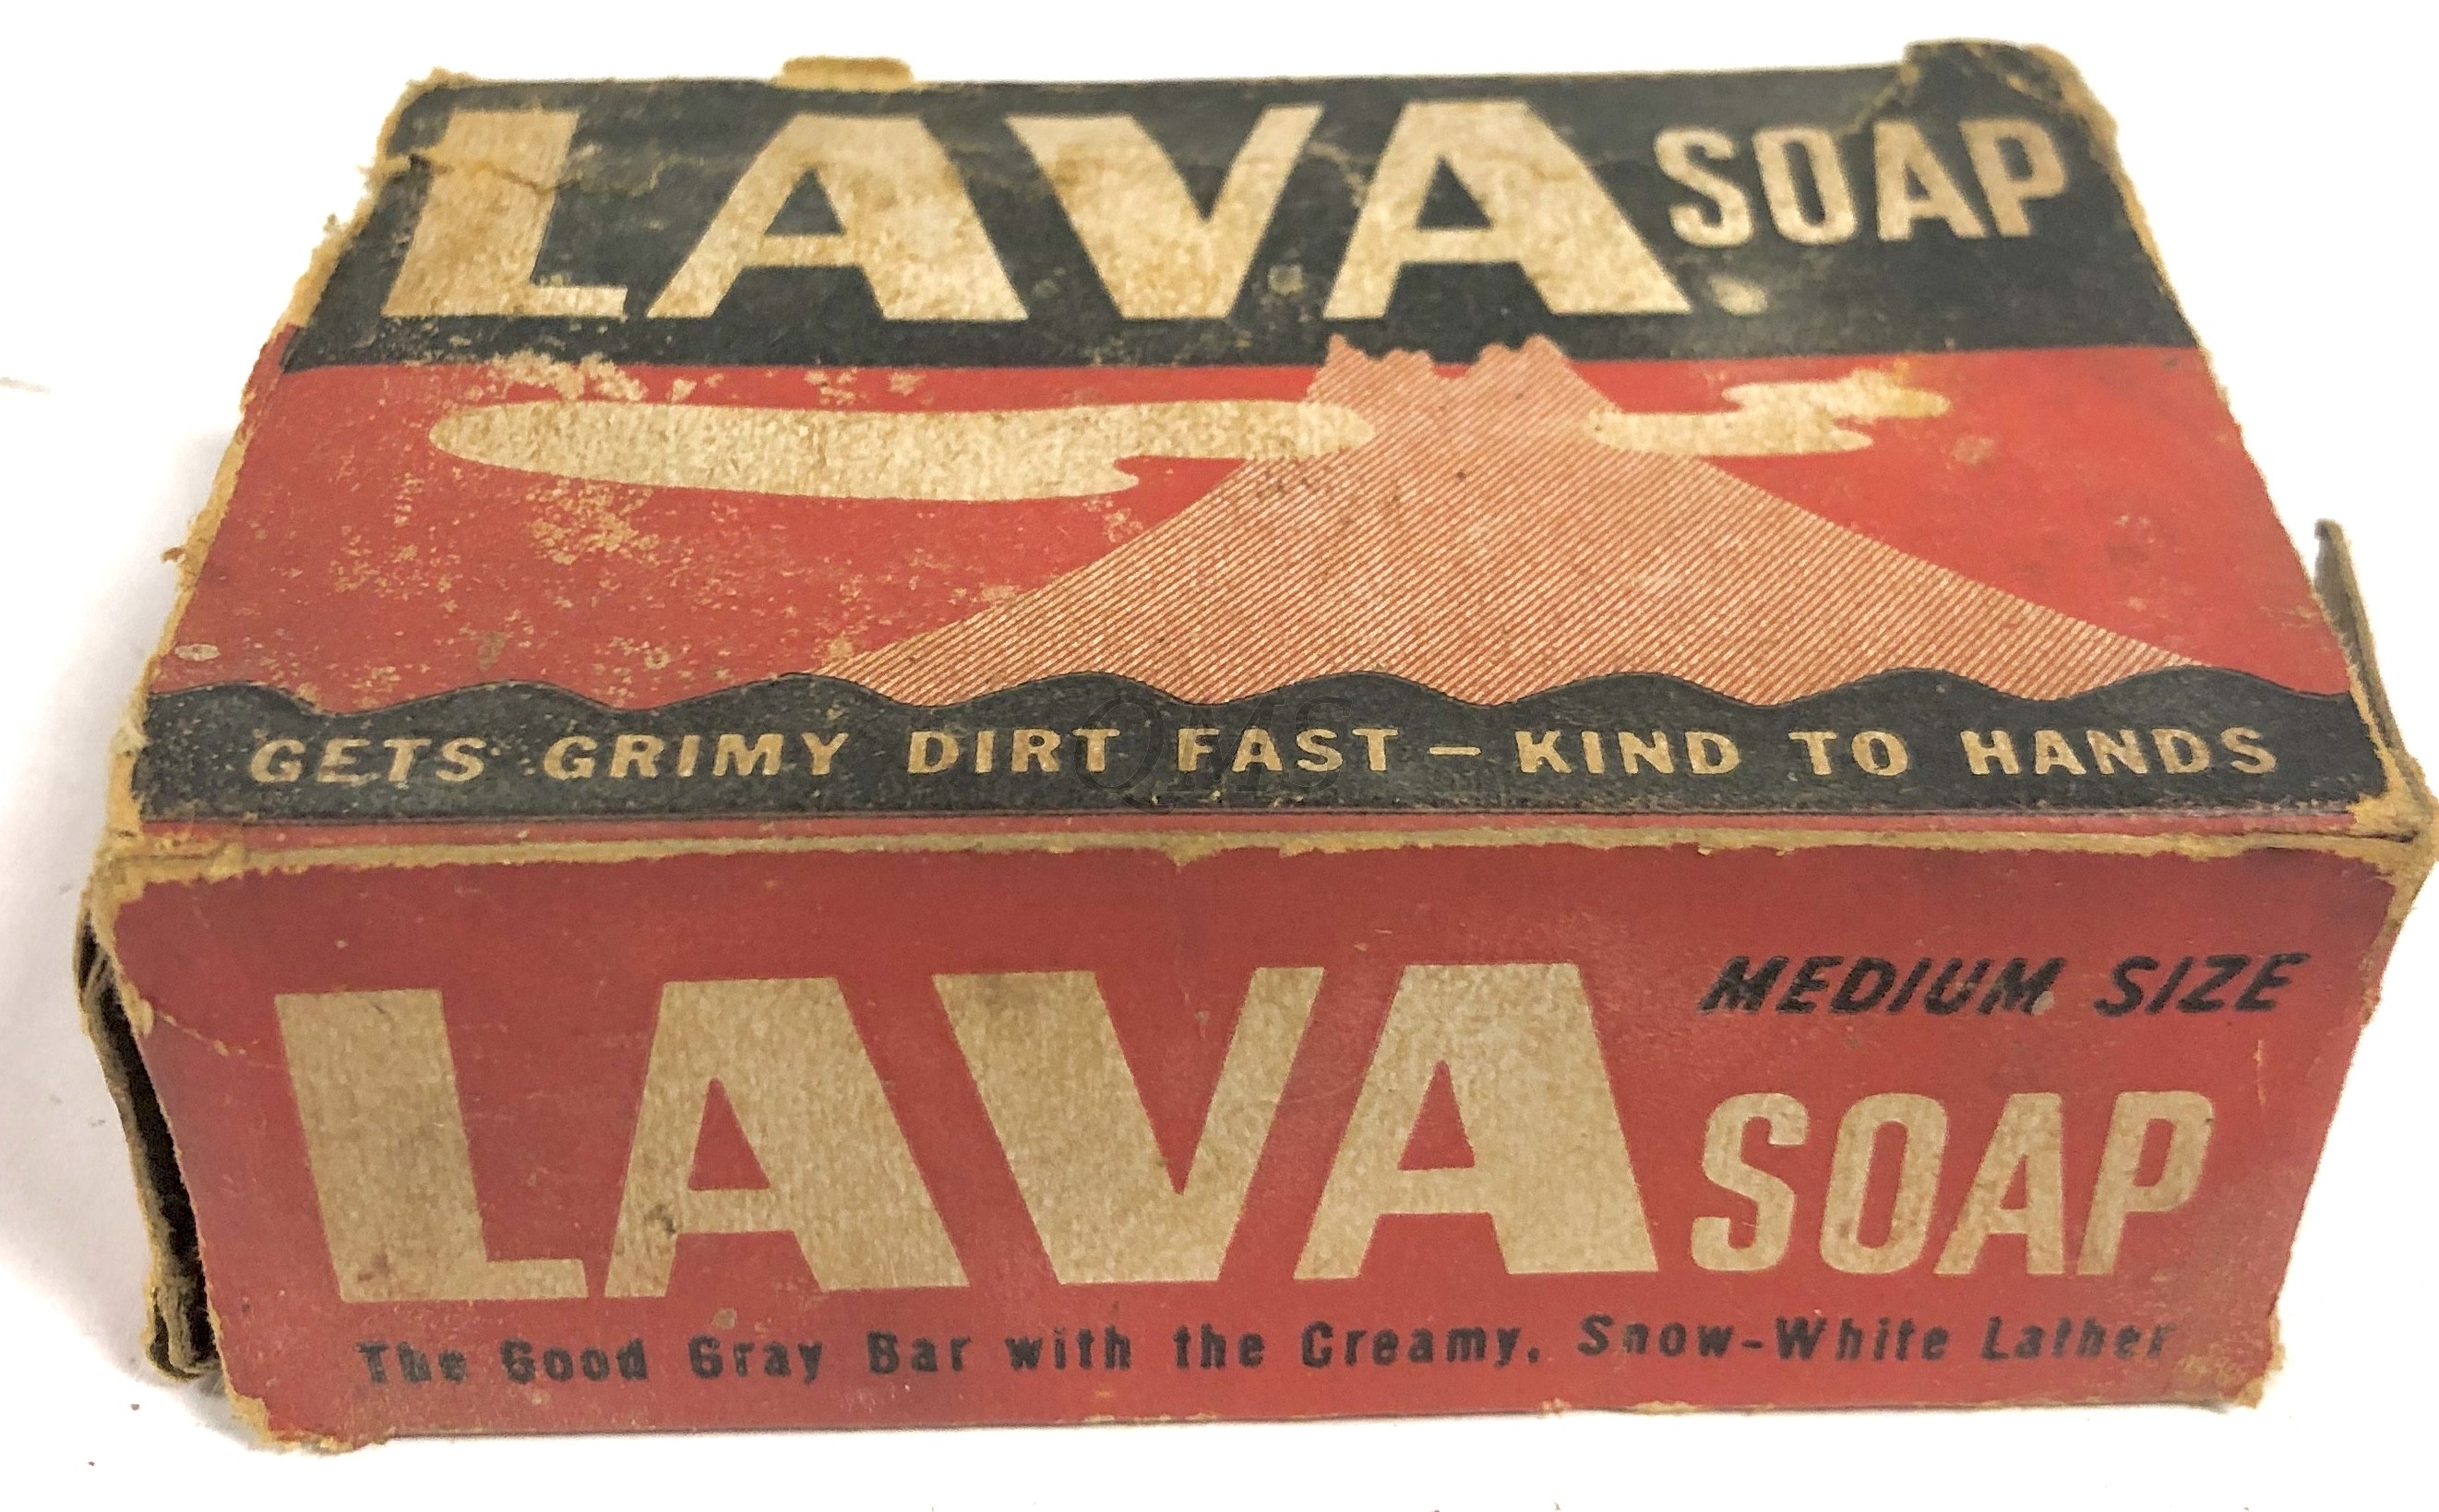 LAVA SOAP
GETS GRIMY DIRT FAST – KIND TO HANDS
OMS
MEDIUM SIZE
LAVA SOAP
The Good Gray Bar with the Creamy, Snow-White Lather